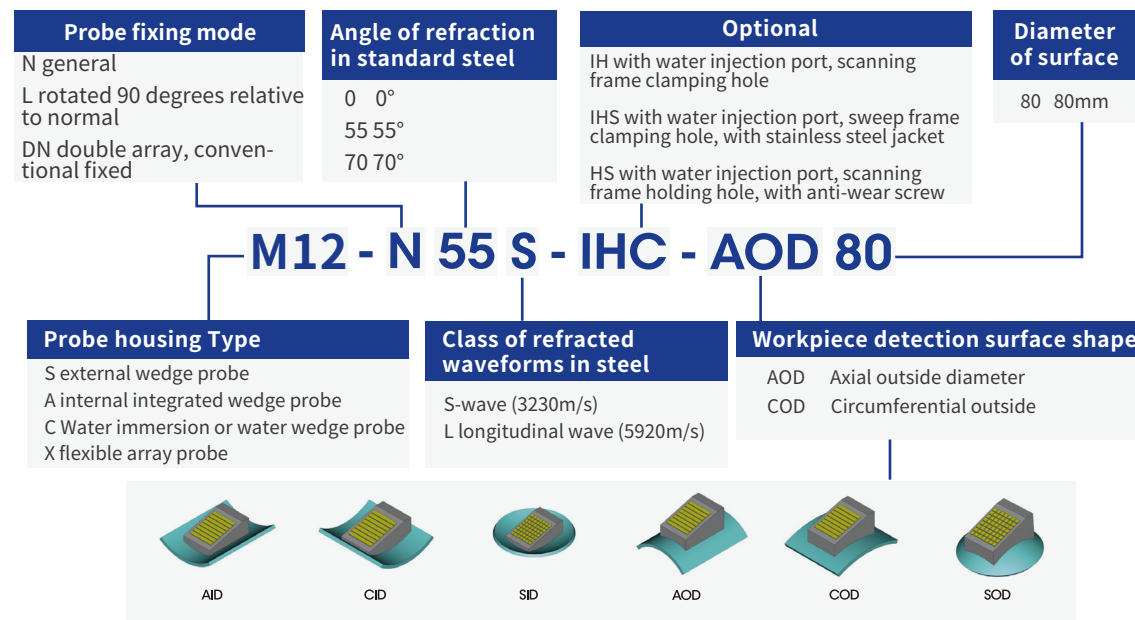 Probe fixing mode
N general
L rotated 90 degrees relative
to normal
DN double array, conven-
tional fixed
Angle of refraction
in standard steel
0 0°
55 55°
70 70°
Optional
IH with water injection port, scanning
frame clamping hole
IHS with water injection port, sweep frame
clamping hole, with stainless steel jacket
HS with water injection port, scanning
frame holding hole, with anti-wear screw
Diameter
of surface
80 80mm
M12 - N 55 S - IHC - AOD 80
Probe housing Type
S external wedge probe
A internal integrated wedge probe
C Water immersion or water wedge probe
X flexible array probe
Class of refracted
waveforms in steel
S-wave (3230m/s)
L longitudinal wave (5920m/s)
Workpiece detection surface shape
AOD Axial outside diameter
COD Circumferential outside
AID CID SID AOD COD SOD